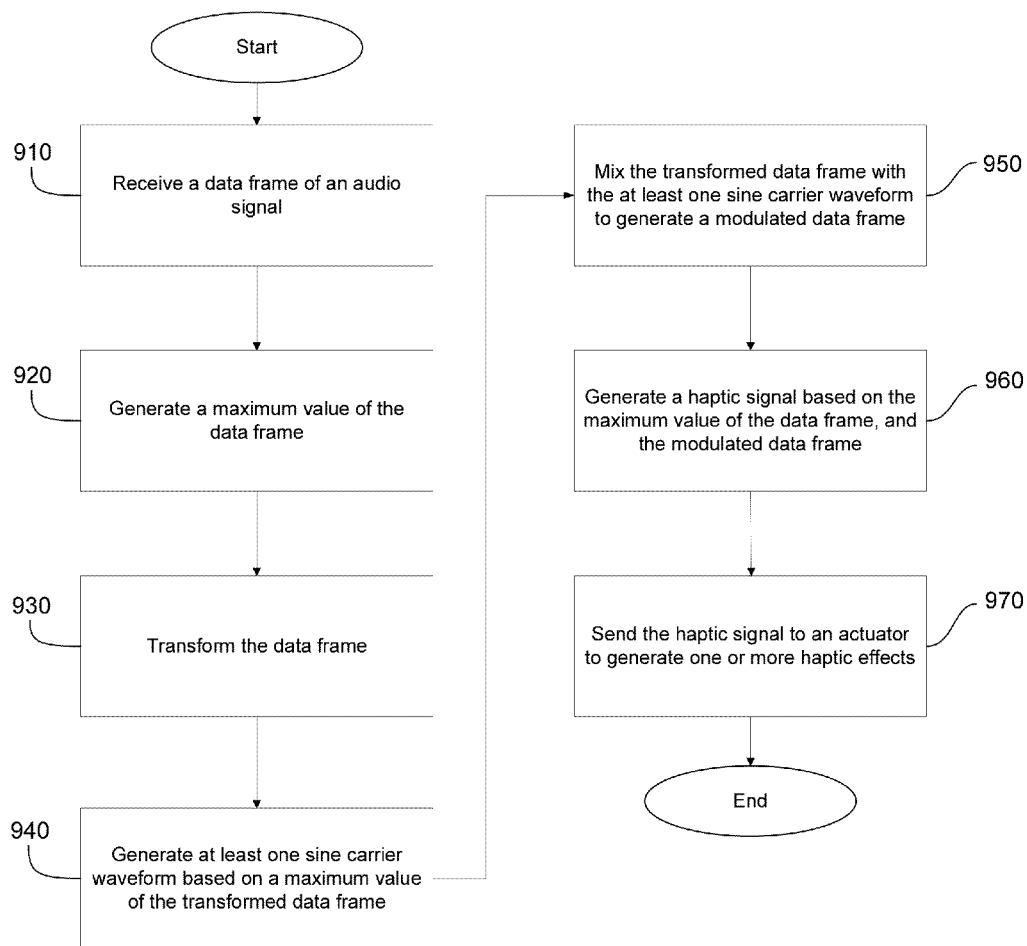 Start
910
Receive a data frame of an audio
signal
920
Generate a maximum value of the
data frame
930
Transform the data frame
940
Generate at least one sine carrier
waveform based on a maximum value
of the transformed data frame
Mix the transformed data frame with
the at least one sine carrier waveform
to generate a modulated data frame
950
Generate a haptic signal based on the
maximum value of the data frame, and
the modulated data frame
960
Send the haptic signal to an actuator
to generate one or more haptic effects
970
End